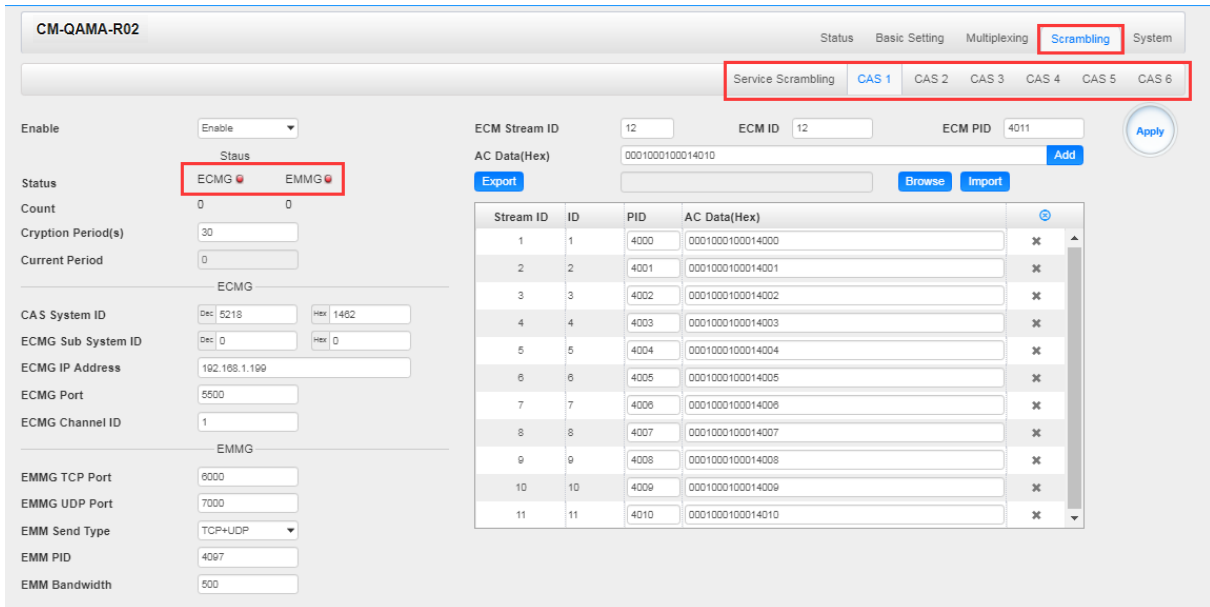 CM-QAMA-R02
Status Basic Setting Multiplexing Scrambling System
Service Scrambling CAS 1 CAS 2 CAS 3 CAS 4 CAS 5 CAS 6
Enable Enable
Staus
Status ECMG EMMG
Count 0 0
Cryption Period(s) 30
Current Period 0
ECMG
CAS System ID Dec 5218 Hex 1462
ECMG Sub System ID Dec 0 Hex 0
ECMG IP Address 192.168.1.199
ECMG Port 5500
ECMG Channel ID 1
EMMG
EMMG TCP Port 6000
EMMG UDP Port 7000
EMM Send Type TCP+UDP
EMM PID 4097
EMM Bandwidth 500
ECM Stream ID 12 ECM ID 12 ECM PID 4011 Apply
AC Data(Hex) 0001000100014010 Add
Export Browse Import
Stream ID ID PID AC Data(Hex)
1 1 4000 0001000100014000
2 2 4001 0001000100014001
3 3 4002 0001000100014002
4 4 4003 0001000100014003
5 5 4004 0001000100014004
6 6 4005 0001000100014005
7 7 4006 0001000100014006
8 8 4007 0001000100014007
9 9 4008 0001000100014008
10 10 4009 0001000100014009
11 11 4010 0001000100014010